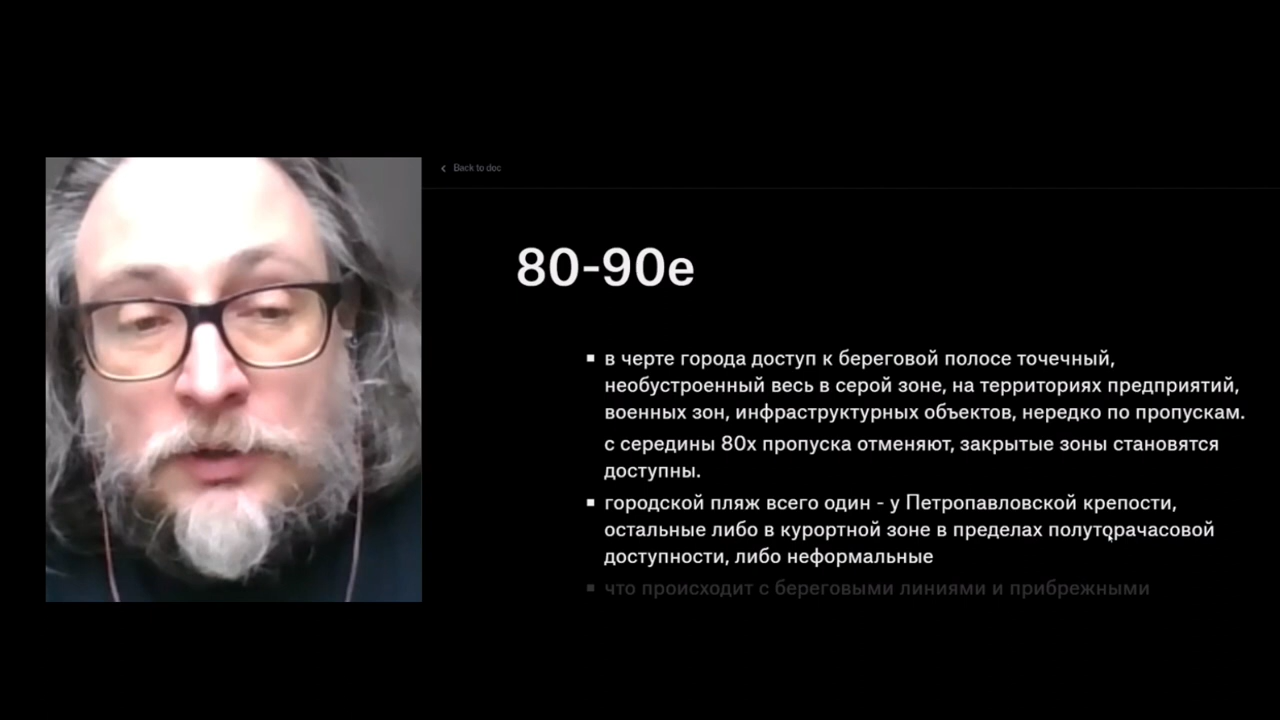 Back to doc
80-90е
в черте города доступ к береговой полосе точечный,
необустроенный весь в серой зоне, на территориях предприятий,
военных зон, инфраструктурных объектов, нередко по пропускам.
с середины 80х пропуска отменяют, закрытые зоны становятся
доступны.
городской пляж всего один - у Петропавловской крепости,
остальные либо в курортной зоне в пределах полуторачасовой
доступности, либо неформальные
что происходит с береговыми линиями и прибрежными